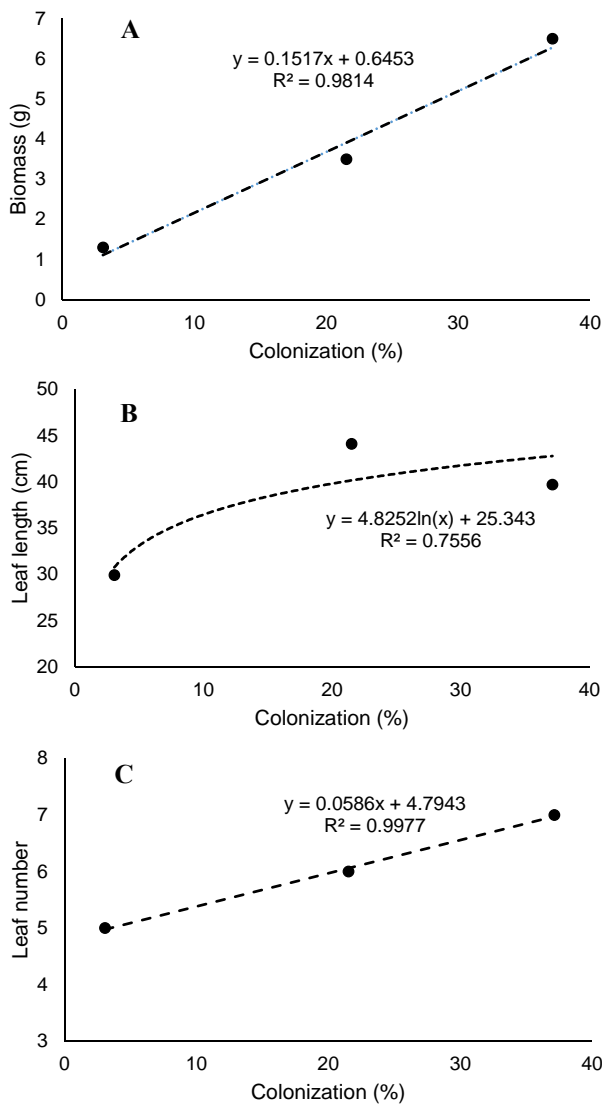 A
y = 0.1517x + 0.6453
R² = 0.9814
Biomass (g)
7
6
5
4
3
2
1
0
0 10 20 30 40
Colonization (%)
B
50
45
40
35
30
25
20
Leaf length (cm)
y = 4.8252ln(x) + 25.343
R² = 0.7556
0 10 20 30 40
Colonization (%)
C
8
7
6
5
4
3
Leaf number
y = 0.0586x + 4.7943
R² = 0.9977
0 10 20 30 40
Colonization (%)